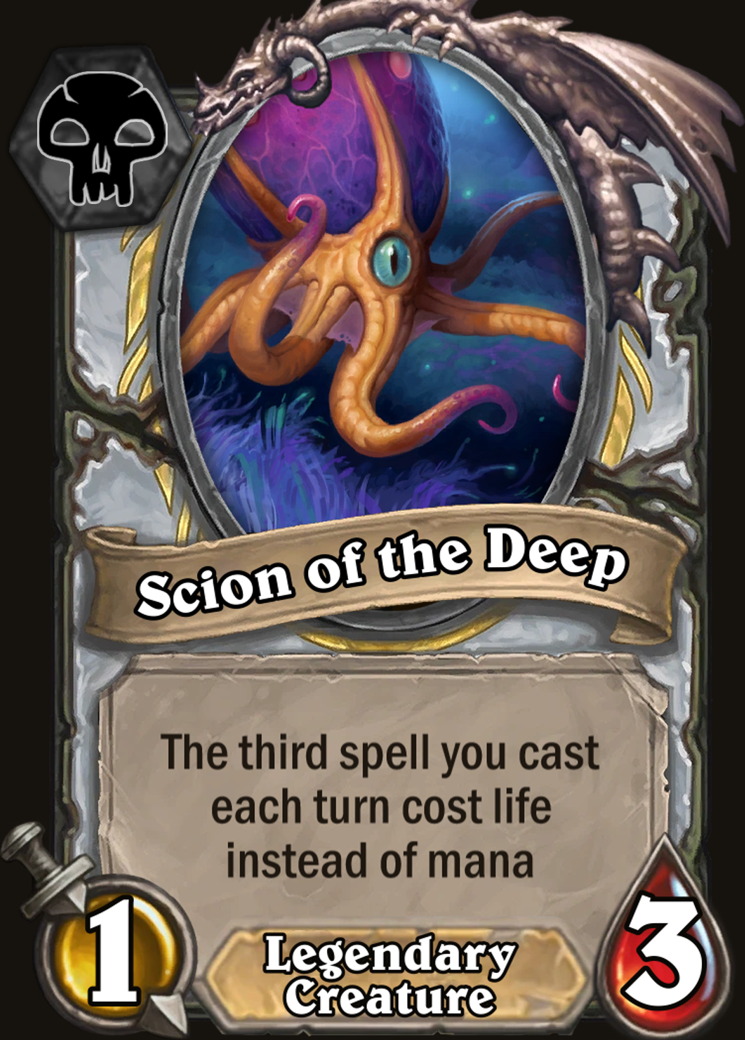 Scion of the Deep
The third spell you cast
each turn cost life
instead of mana
1
Legendary
Creature
3